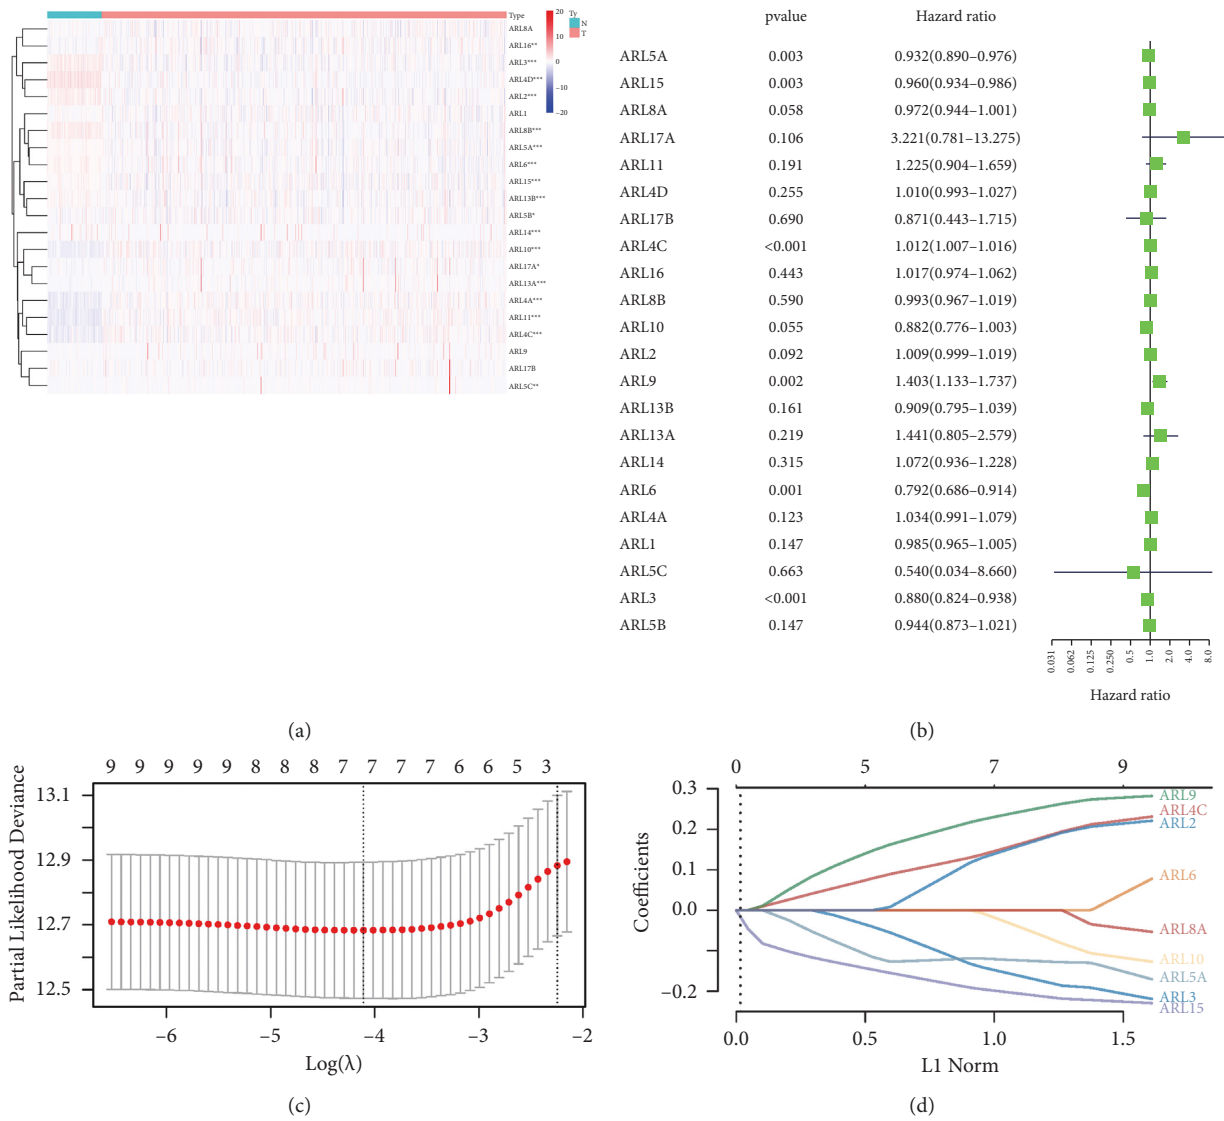 Type
ARL8A
ARL16**
ARL3***
ARL4D***
ARL2***
ARL1
ARL8B***
ARL5A***
ARL6***
ARL15***
ARL13B***
ARL5B*
ARL14***
ARL10***
ARL17A*
ARL13A***
ARL4A***
ARL11***
ARL4C***
ARL9
ARL17B
ARL5C**
20
10
0
−10
−20
Ty
N
T
(a)
pvalue Hazard ratio
ARL5A 0.003 0.932(0.890–0.976)
ARL15 0.003 0.960(0.934–0.986)
ARL8A 0.058 0.972(0.944–1.001)
ARL17A 0.106 3.221(0.781–13.275)
ARL11 0.191 1.225(0.904–1.659)
ARL4D 0.255 1.010(0.993–1.027)
ARL17B 0.690 0.871(0.443–1.715)
ARL4C <0.001 1.012(1.007–1.016)
ARL16 0.443 1.017(0.974–1.062)
ARL8B 0.590 0.993(0.967–1.019)
ARL10 0.055 0.882(0.776–1.003)
ARL2 0.092 1.009(0.999–1.019)
ARL9 0.002 1.403(1.133–1.737)
ARL13B 0.161 0.909(0.795–1.039)
ARL13A 0.219 1.441(0.805–2.579)
ARL14 0.315 1.072(0.936–1.228)
ARL6 0.001 0.792(0.686–0.914)
ARL4A 0.123 1.034(0.991–1.079)
ARL1 0.147 0.985(0.965–1.005)
ARL5C 0.663 0.540(0.034–8.660)
ARL3 <0.001 0.880(0.824–0.938)
ARL5B 0.147 0.944(0.873–1.021)
0.031 0.062 0.125 0.250 0.5 1.0 2.0 4.0 8.0
Hazard ratio
(b)
9 9 9 9 9 8 8 8 7 7 7 7 6 6 5 3
Partial Likelihood Deviance
13.1
12.9
12.7
12.5
−6 −5 −4 −3 −2
Log(λ)
(c)
0 5 7 9
Coefficients
0.3
0.2
0.1
0.0
−0.2
ARL9
ARL4C
ARL2
ARL6
ARL8A
ARL10
ARL5A
ARL3
ARL15
0.0 0.5 1.0 1.5
L1 Norm
(d)